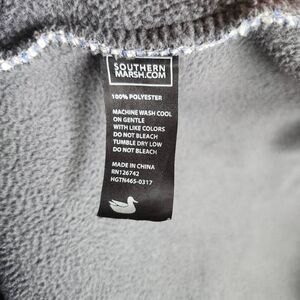 SOUTHERN
MARSH.COM
100% POLYESTER
MACHINE WASH COOL
ON GENTLE
WITH LIKE COLORS
DO NOT BLEACH
TUMBLE DRY LOW
DO NOT BLEACH
MADE IN CHINA
RN126742
HGTN465-0317